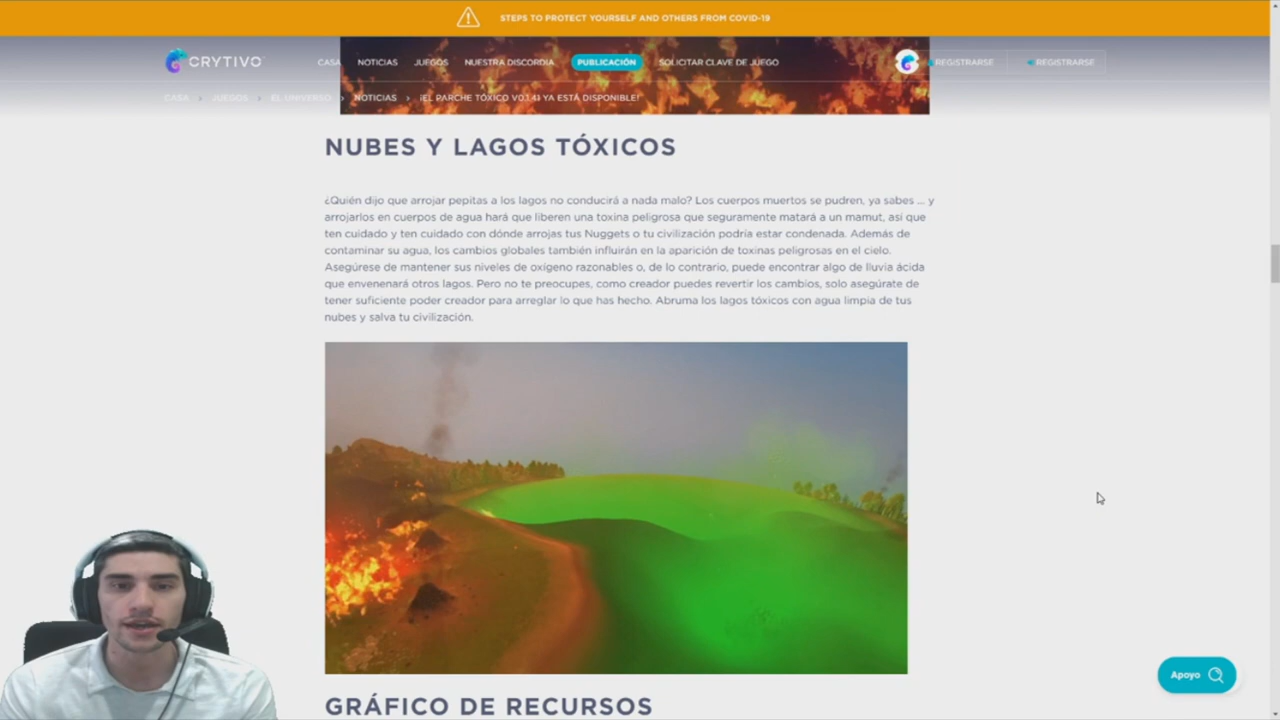 STEPS TO PROTECT YOURSELF AND OTHERS FROM COVID-19
CRYTIVO
CASA NOTICIAS JUEGOS NUESTRA DISCORDIA PUBLICACIÓN SOLICITAR CLAVE DE JUEGO REGISTRARSE REGISTRARSE
CASA > JUEGOS > EL UNIVERSO > NOTICIAS > ¡EL PARCHE TÓXICO V0.1.41 YA ESTÁ DISPONIBLE!
NUBES Y LAGOS TÓXICOS
¿Quién dijo que arrojar pepitas a los lagos no conducirá a nada malo? Los cuerpos muertos se pudren, ya sabes ... y
arrojarlos en cuerpos de agua hará que liberen una toxina peligrosa que seguramente matará a un mamut, así que
ten cuidado y ten cuidado con dónde arrojas tus Nuggets o tu civilización podría estar condenada. Además de
contaminar su agua, los cambios globales también influirán en la aparición de toxinas peligrosas en el cielo.
Asegúrese de mantener sus niveles de oxígeno razonables o, de lo contrario, puede encontrar algo de lluvia ácida
que envenenará otros lagos. Pero no te preocupes, como creador puedes revertir los cambios, solo asegúrate de
tener suficiente poder creador para arreglar lo que has hecho. Abruma los lagos tóxicos con agua limpia de tus
nubes y salva tu civilización.
GRÁFICO DE RECURSOS
Apoyo